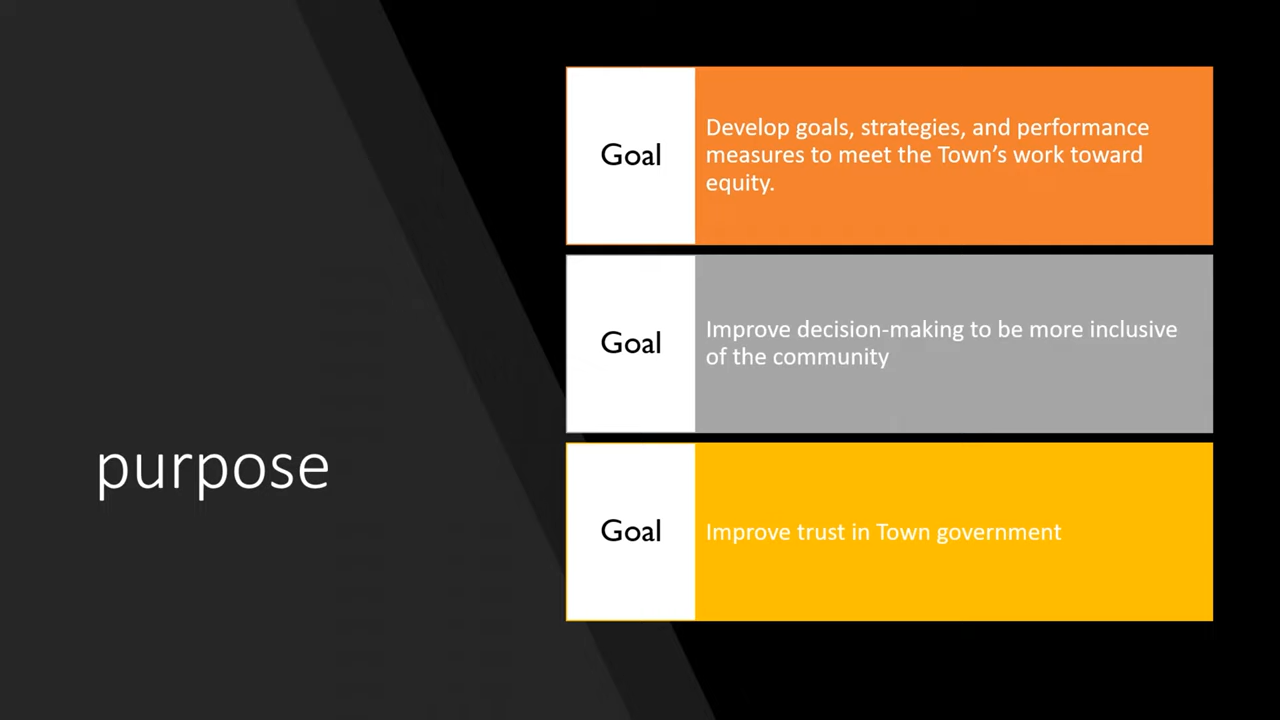 purpose
Goal
Develop goals, strategies, and performance
measures to meet the Town’s work toward
equity.
Goal
Improve decision-making to be more inclusive
of the community
Goal
Improve trust in Town government